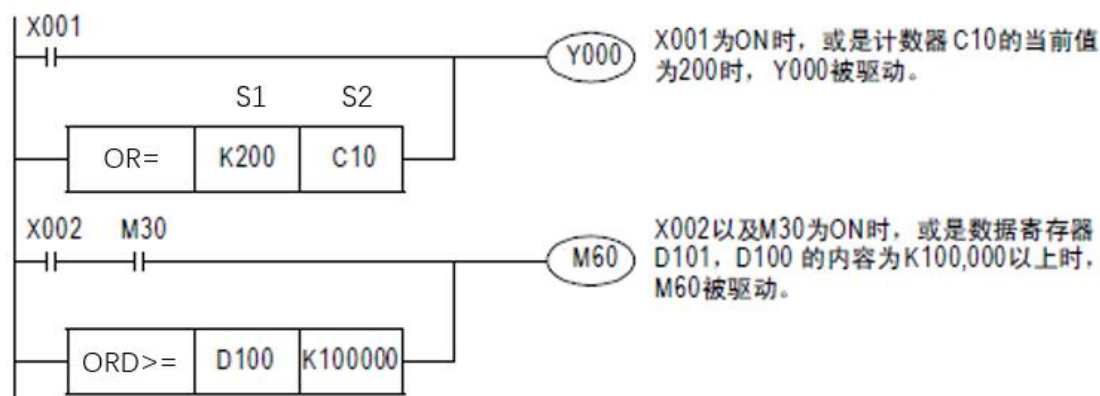 X001
Y000
X001为ON时，或是计数器C10的当前值
为200时，Y000被驱动。
S1 S2
OR= K200 C10
X002 M30
M60
X002以及M30为ON时，或是数据寄存器
D101，D100 的内容为K100,000以上时，
M60被驱动。
ORD>= D100 K100000